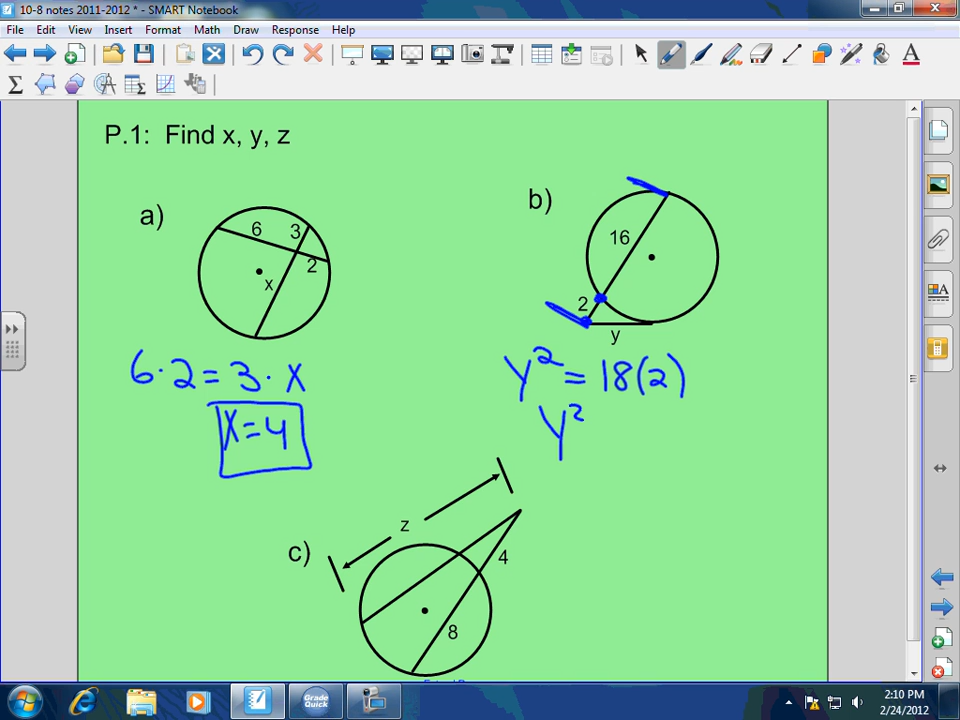 10-8 notes 2011-2012 * - SMART Notebook
File Edit View Insert Format Math Draw Response Help
P.1: Find x, y, z
a)
6
3
2
x
6·2=3·x
x=4
b)
16
2
y
y²=18(2)
y²
c)
z
4
8
Grade Quick
2:10 PM
2/24/2012